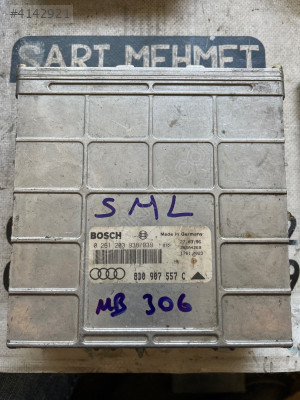 #4142921
SART MEHMET
SML
BOSCH
Made in Germany
0 261 203 938/939
8D0 907 557 C
MB 306